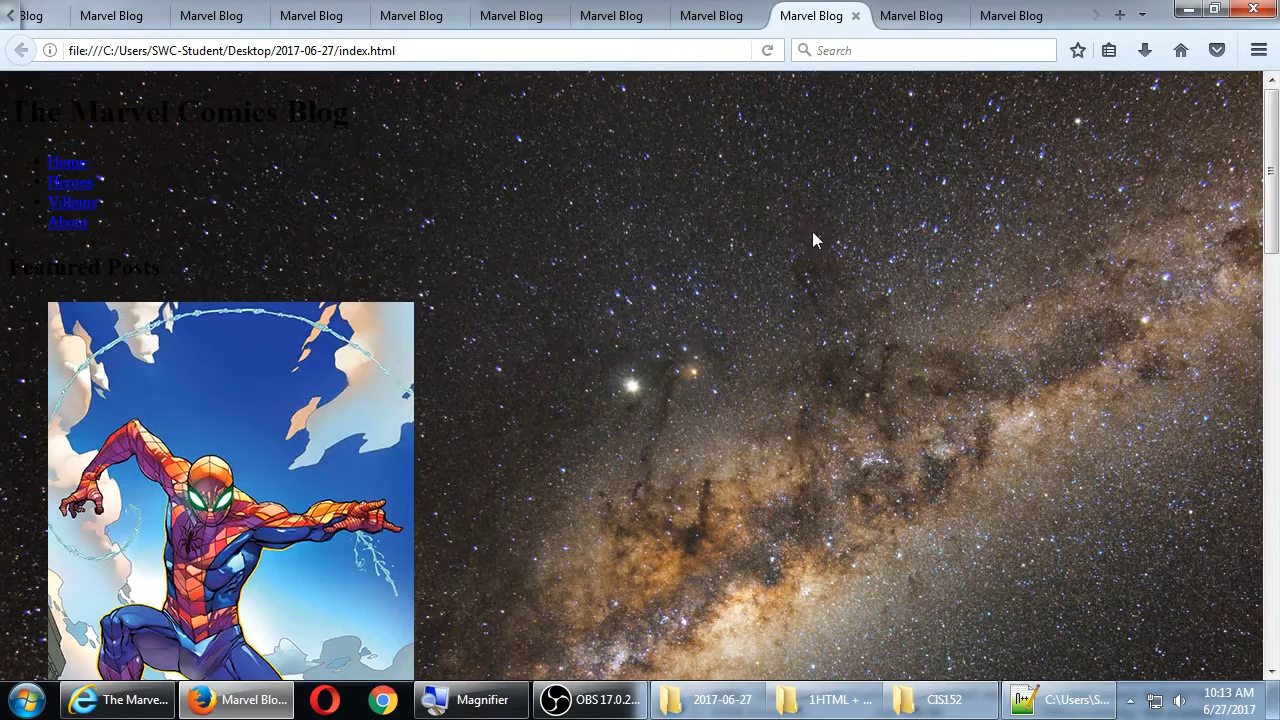 Blog Marvel Blog Marvel Blog Marvel Blog Marvel Blog Marvel Blog Marvel Blog Marvel Blog Marvel Blog Marvel Blog Marvel Blog
file:///C:/Users/SWC-Student/Desktop/2017-06-27/index.html Search
The Marvel Comics Blog
Home
Heroes
Villains
About
Featured Posts
The Marve... Marvel Blo... Magnifier OBS 17.0.2... 2017-06-27 1HTML + ... CIS152 C:\Users\S... 10:13 AM
6/27/2017